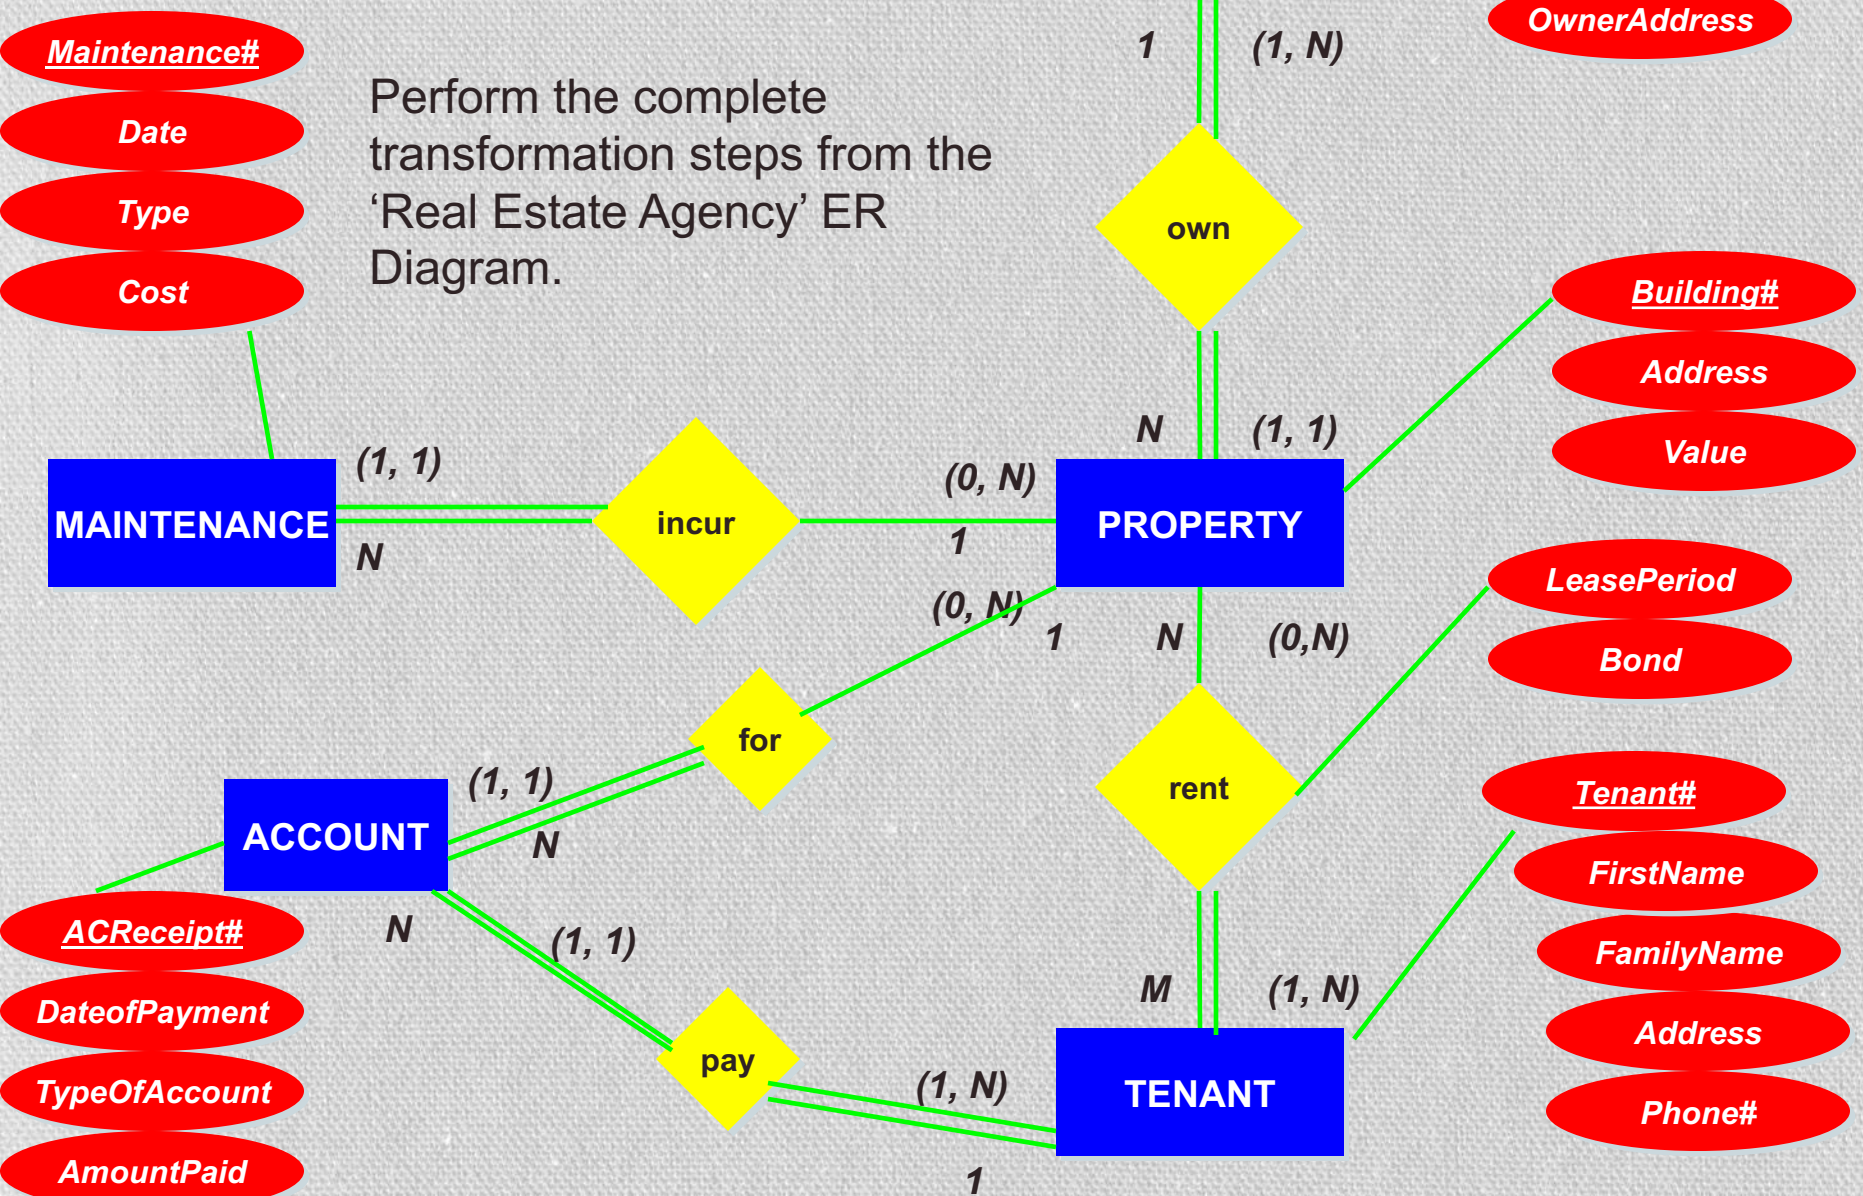 Maintenance#
Date
Type
Cost
Perform the complete
transformation steps from the
‘Real Estate Agency’ ER
Diagram.
1
(1, N)
OwnerAddress
own
Building#
Address
Value
N
(1, 1)
MAINTENANCE
(1, 1)
N
incur
(0, N)
1
PROPERTY
(0, N)
1
N
(0,N)
LeasePeriod
Bond
for
rent
(1, 1)
N
ACCOUNT
Tenant#
FirstName
FamilyName
Address
Phone#
ACReceipt#
DateofPayment
TypeOfAccount
AmountPaid
N
(1, 1)
pay
M
(1, N)
(1, N)
1
TENANT